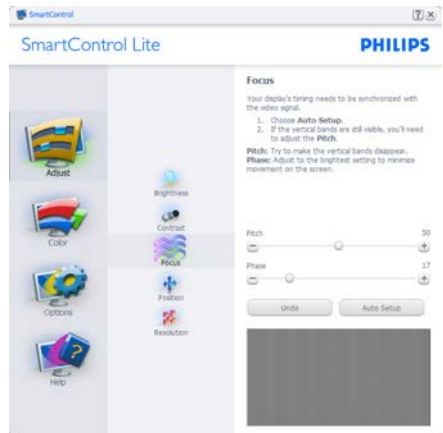 SmartControl
SmartControl Lite
PHILIPS
Adjust
Color
Options
Help
Brightness
Contrast
Focus
Position
Resolution
Focus
Your display's timing needs to be synchronized with
the video signal.
1. Choose Auto Setup.
2. If the vertical bands are still visible, you'll need
to adjust the Pitch.
Pitch: Try to make the vertical bands disappear.
Phase: Adjust to the brightest setting to minimize
movement on the screen.
Pitch 50
Phase 17
Undo Auto Setup